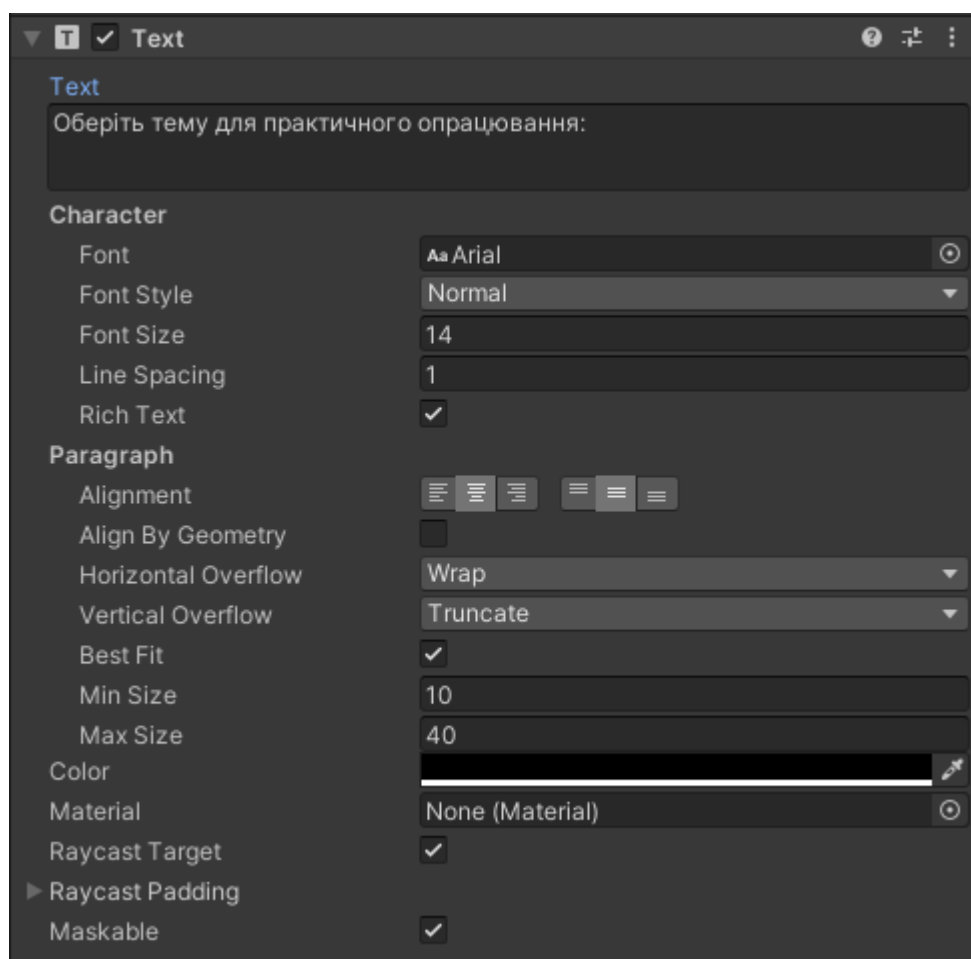 Text
Text
Оберіть тему для практичного опрацювання:
Character
Font Aa Arial
Font Style Normal
Font Size 14
Line Spacing 1
Rich Text
Paragraph
Alignment
Align By Geometry
Horizontal Overflow Wrap
Vertical Overflow Truncate
Best Fit
Min Size 10
Max Size 40
Color
Material None (Material)
Raycast Target
Raycast Padding
Maskable